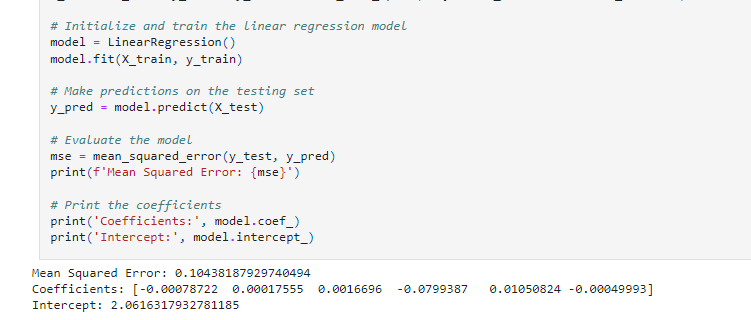 # Initialize and train the linear regression model
model = LinearRegression()
model.fit(X_train, y_train)
# Make predictions on the testing set
y_pred = model.predict(X_test)
# Evaluate the model
mse = mean_squared_error(y_test, y_pred)
print(f'Mean Squared Error: {mse}')
# Print the coefficients
print('Coefficients:', model.coef_)
print('Intercept:', model.intercept_)
Mean Squared Error: 0.10438187929740494
Coefficients: [-0.00078722  0.00017555  0.0016696  -0.0799387   0.01050824 -0.00049993]
Intercept: 2.0616317932781185